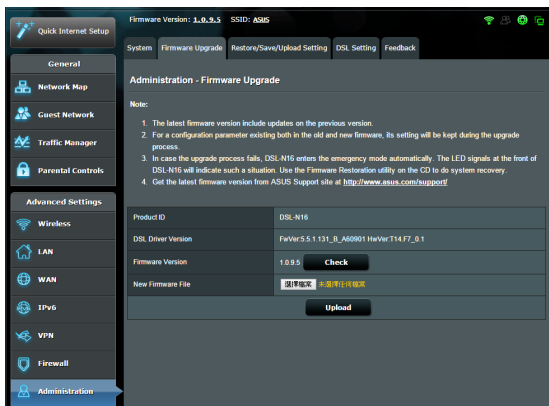 Firmware Version: 1.0.9.5 SSID: ASUS
Quick Internet Setup
General
Network Map
Guest Network
Traffic Manager
Parental Controls
Advanced Settings
Wireless
LAN
WAN
IPv6
VPN
Firewall
Administration
System Firmware Upgrade Restore/Save/Upload Setting DSL Setting Feedback
Administration - Firmware Upgrade
Note:
1. The latest firmware version include updates on the previous version.
2. For a configuration parameter existing both in the old and new firmware, its setting will be kept during the upgrade
process.
3. In case the upgrade process fails, DSL-N16 enters the emergency mode automatically. The LED signals at the front of
DSL-N16 will indicate such a situation. Use the Firmware Restoration utility on the CD to do system recovery.
4. Get the latest firmware version from ASUS Support site at http://www.asus.com/support/
Product ID DSL-N16
DSL Driver Version FwVer:5.5.1.131_B_A60901 HwVer:T14.F7_0.1
Firmware Version 1.0.9.5 Check
New Firmware File 選擇檔案 未選擇任何檔案
Upload